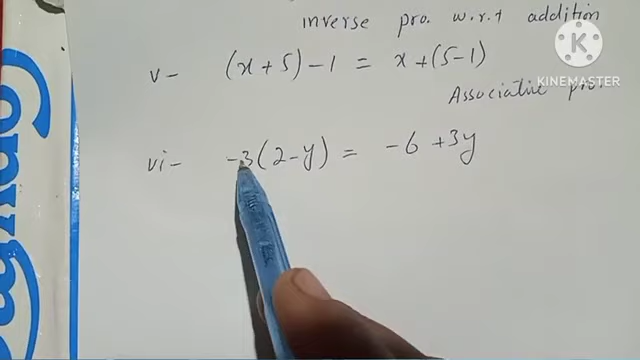 inverse pro. w.r.t addition
v- (x+5)-1 = x+(5-1)
KINEMASTER
Associative pro.
vi- -3(2-y) = -6 +3y